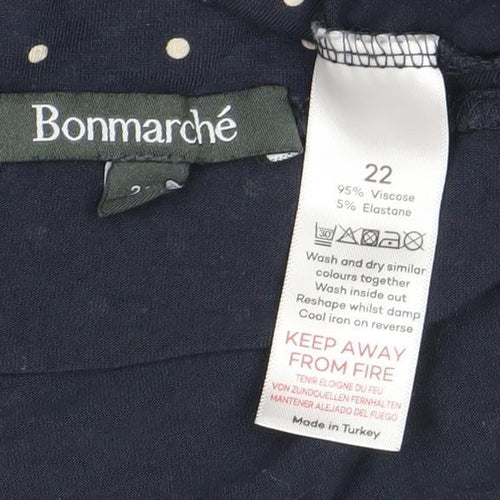 Bonmarché
22
95% Viscose
5% Elastane
30
Wash and dry similar
colours together
Wash inside out
Reshape whilst damp
Cool iron on reverse
KEEP AWAY
FROM FIRE
TENIR ELOIGNE DU FEU
VON ZUNDQUELLEN FERNHALTEN
MANTENER ALEJADO DEL FUEGO
Made in Turkey